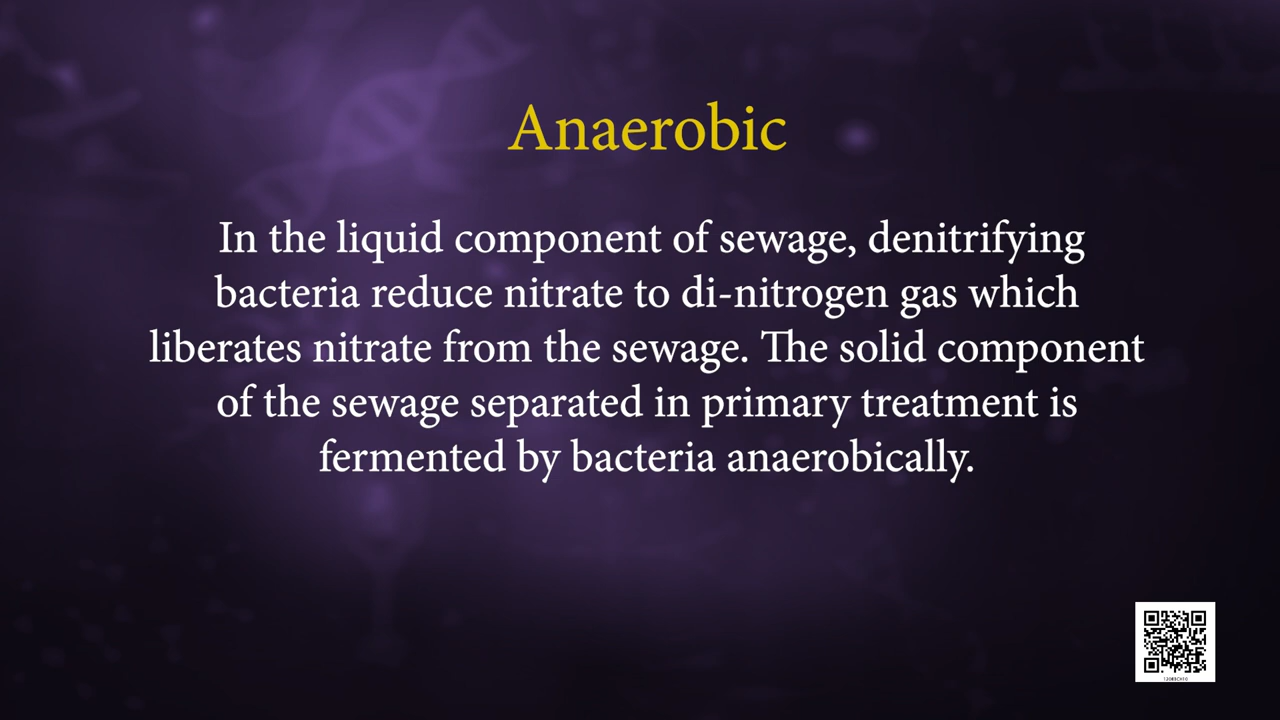 Anaerobic
In the liquid component of sewage, denitrifying
bacteria reduce nitrate to di-nitrogen gas which
liberates nitrate from the sewage. The solid component
of the sewage separated in primary treatment is
fermented by bacteria anaerobically.